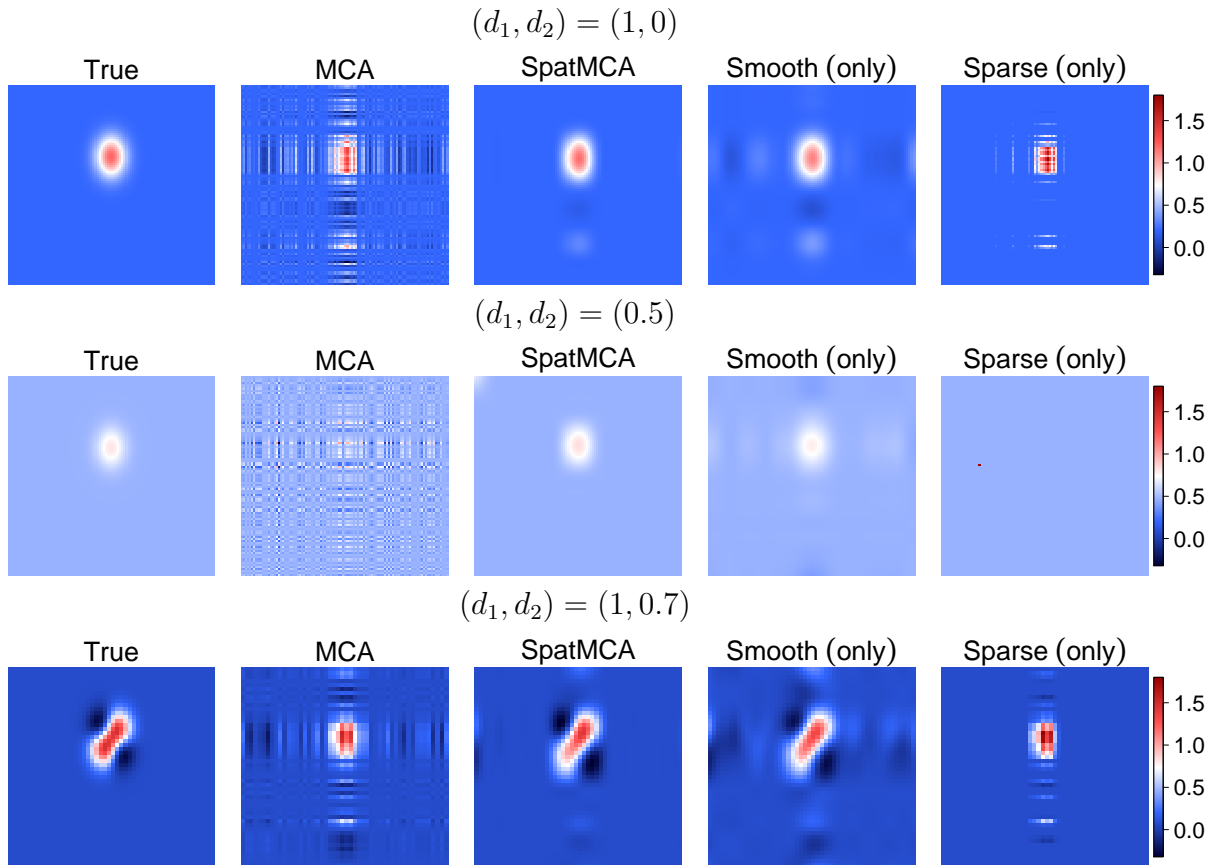 (d₁, d₂) = (1, 0)
True MCA SpatMCA Smooth (only) Sparse (only)
1.5
1.0
0.5
0.0
(d₁, d₂) = (0.5)
True MCA SpatMCA Smooth (only) Sparse (only)
1.5
1.0
0.5
0.0
(d₁, d₂) = (1, 0.7)
True MCA SpatMCA Smooth (only) Sparse (only)
1.5
1.0
0.5
0.0